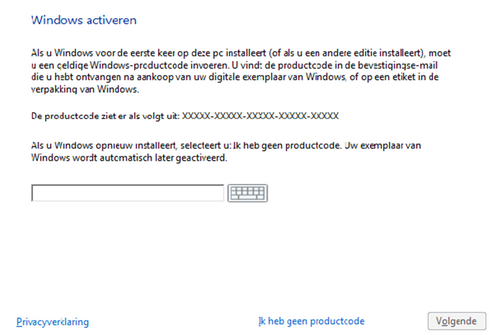 Windows activeren
Als u Windows voor de eerste keer op deze pc installeert (of als u een andere editie installeert), moet
u een geldige Windows-productcode invoeren. U vindt de productcode in de bevestigingse-mail
die u hebt ontvangen na aankoop van uw digitale exemplaar van Windows, of op een etiket in de
verpakking van Windows.
De productcode ziet er als volgt uit: XXXXX-XXXXX-XXXXX-XXXXX-XXXXX
Als u Windows opnieuw installeert, selecteert u: Ik heb geen productcode. Uw exemplaar van
Windows wordt automatisch later geactiveerd.
Privacyverklaring
Ik heb geen productcode
Volgende